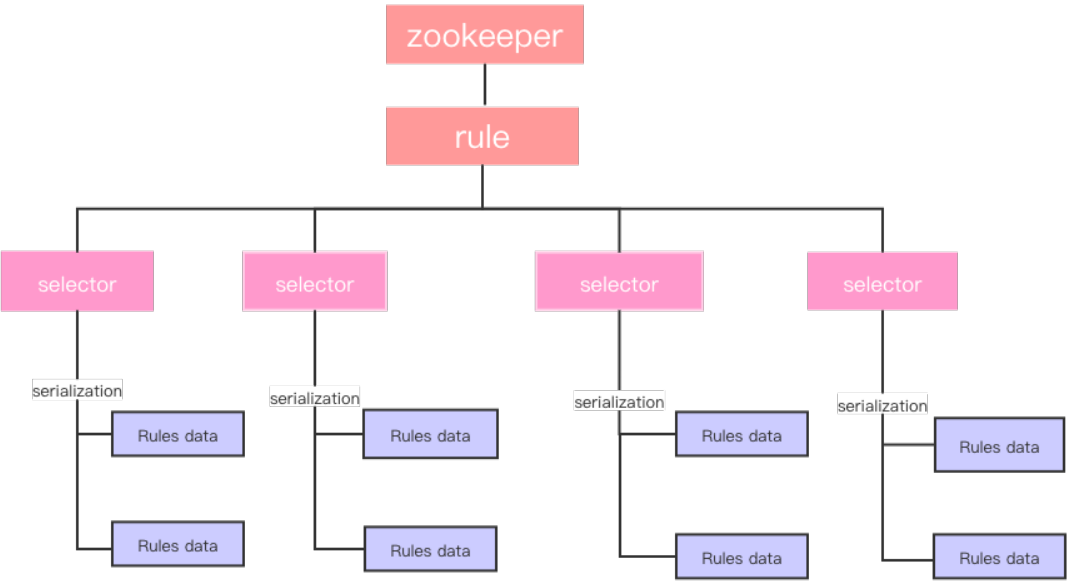 zookeeper
rule
selector
selector
selector
selector
serialization
serialization
serialization
serialization
Rules data
Rules data
Rules data
Rules data
Rules data
Rules data
Rules data
Rules data